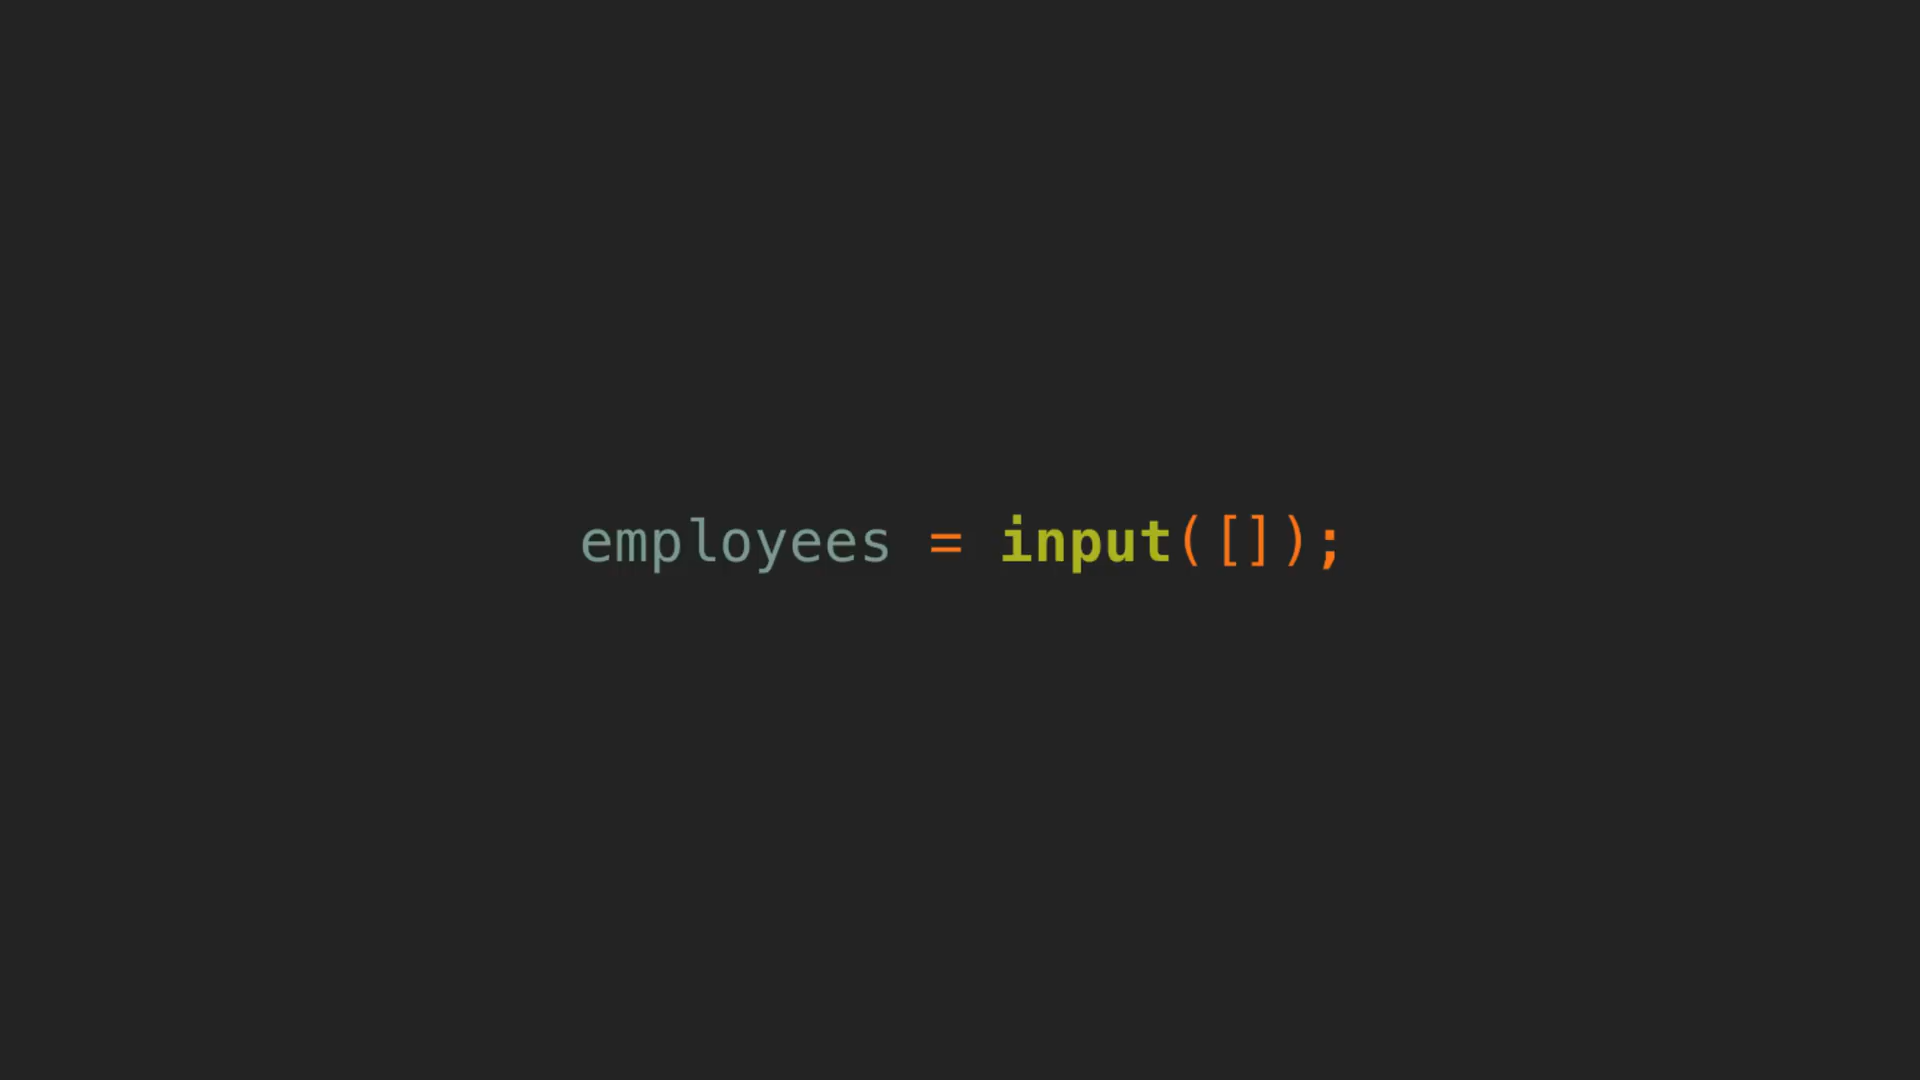 employees = input([]);